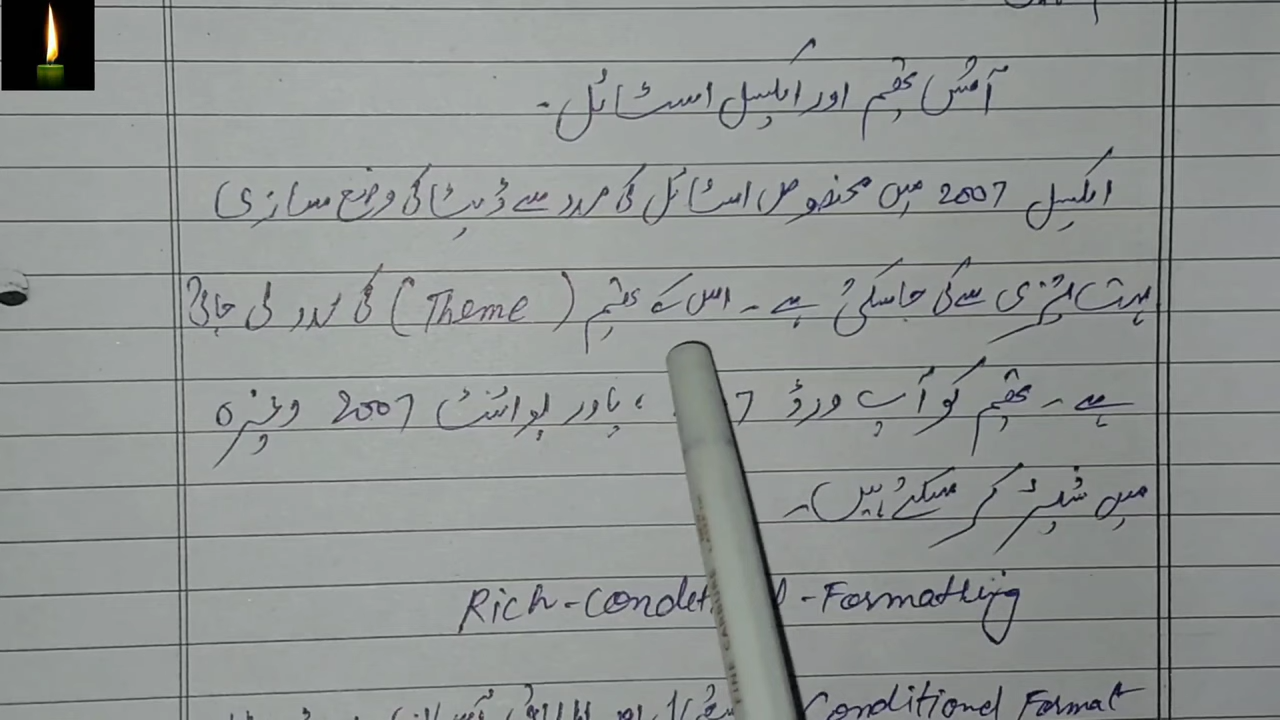 آفس تھیم اور ایکسل اسٹائل۔
ایکسل 2007 میں مخصوص اسٹائل کی مدد سے ڈیٹا کی وضع سازی
بہت تیزی سے کی جاسکتی ہے۔ اس کے تھیم (Theme) کی مدد لی جاتی
ہے۔ تھیم کو آپ ورڈ 7، پاور پوائنٹ 2007 وغیرہ
میں شیئر کر سکتے ہیں۔
Rich-Condet -Formatting
Conditional Format